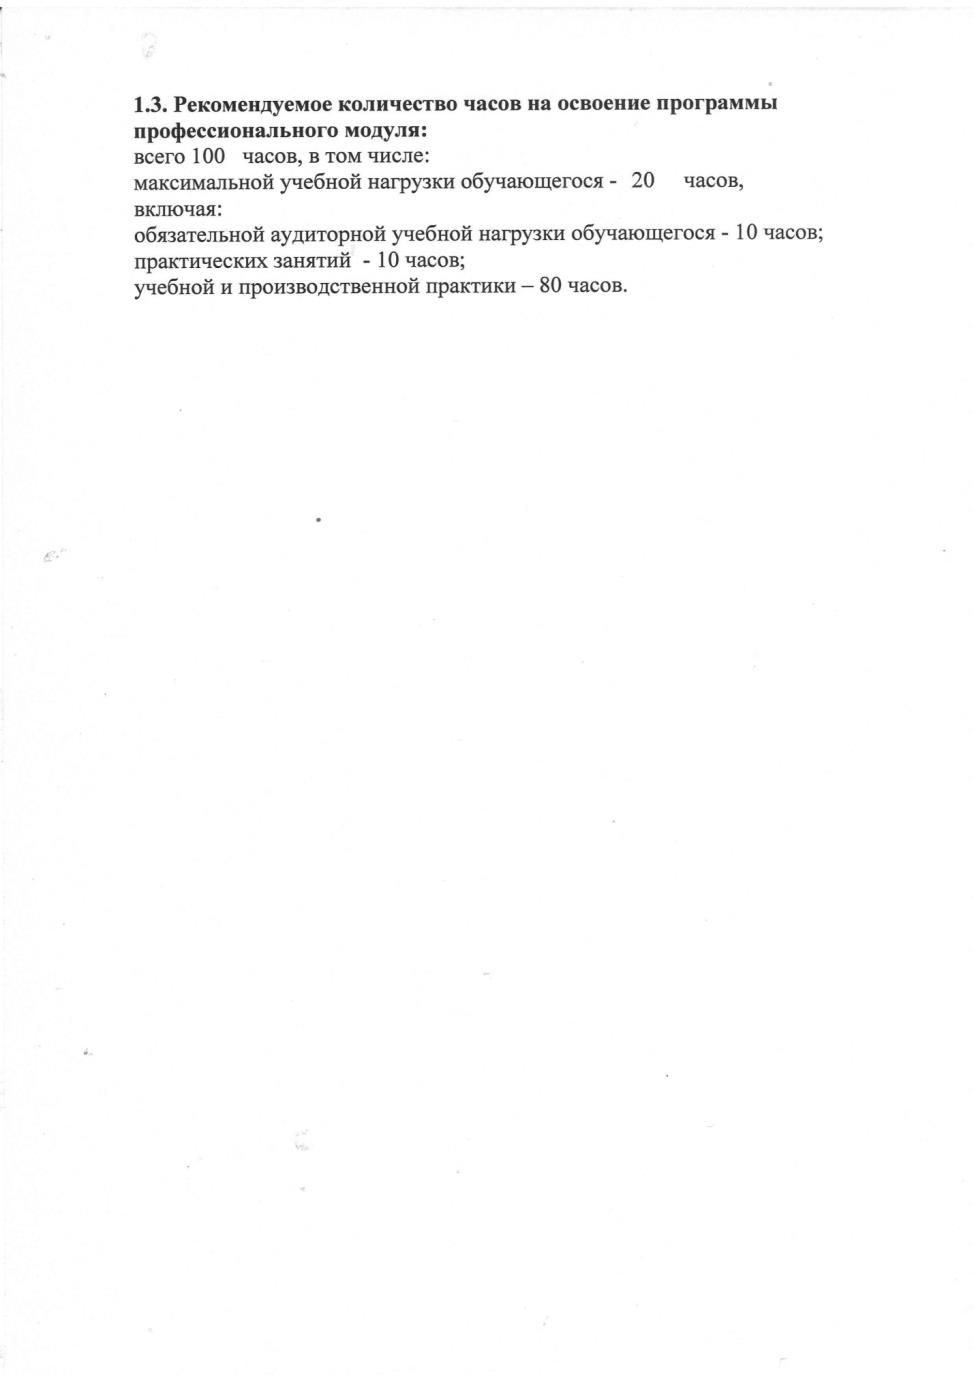 1.3. Рекомендуемое количество часов на освоение программы
профессионального модуля:
всего 100 часов, в том числе:
максимальной учебной нагрузки обучающегося - 20 часов,
включая:
обязательной аудиторной учебной нагрузки обучающегося - 10 часов;
практических занятий - 10 часов;
учебной и производственной практики – 80 часов.